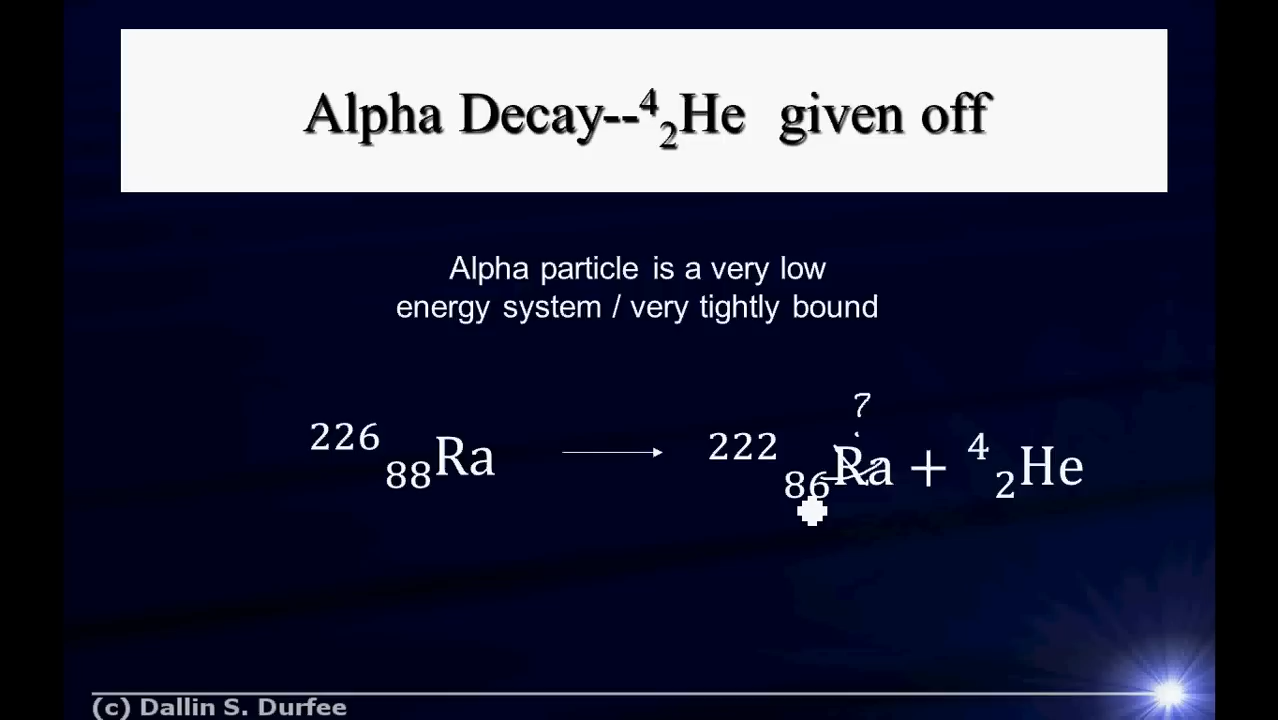 Alpha Decay--⁴₂He given off
Alpha particle is a very low
energy system / very tightly bound
?
²²⁶₈₈Ra → ²²²₈₆Ra + ⁴₂He
(c) Dallin S. Durfee